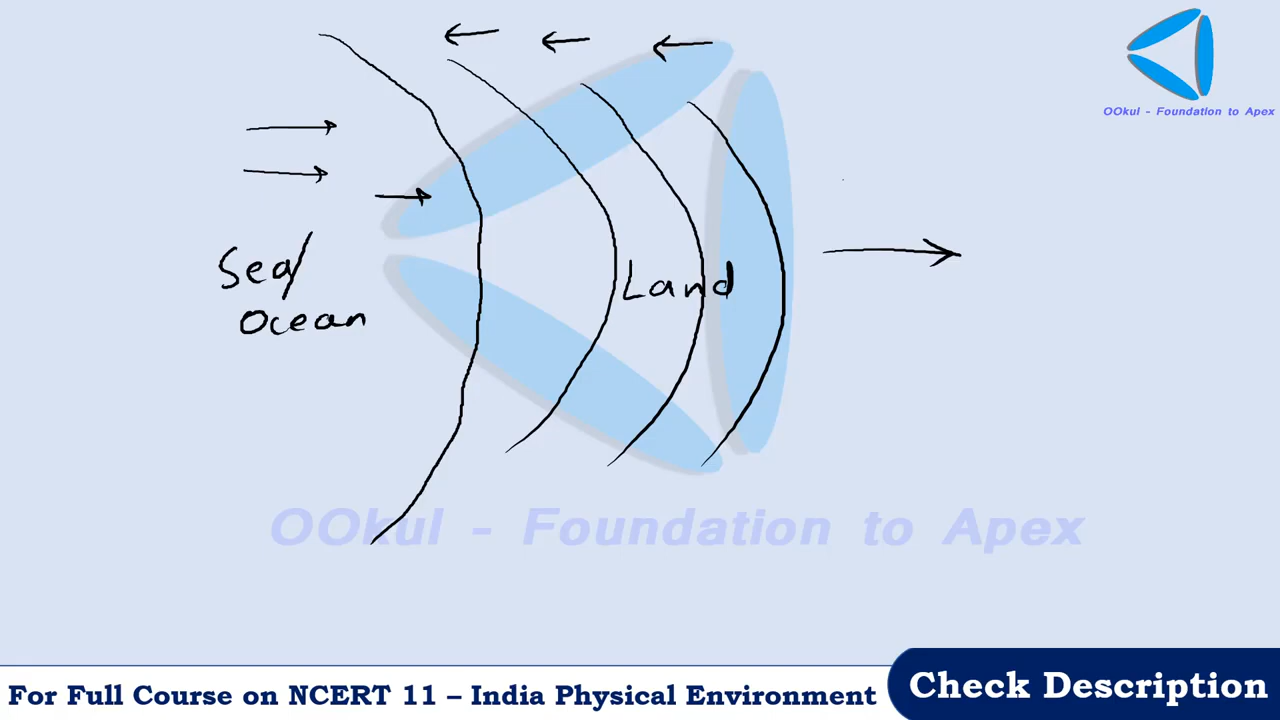 OOkul - Foundation to Apex
Sea/
Ocean
Land
OOkul - Foundation to Apex
For Full Course on NCERT 11 – India Physical Environment
Check Description